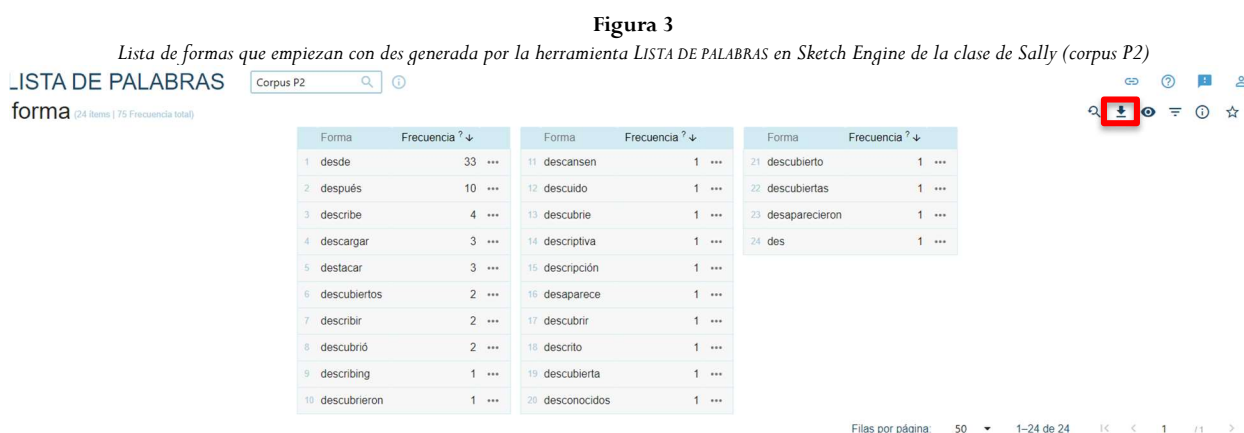 Figura 3
Lista de formas que empiezan con des generada por la herramienta LISTA DE PALABRAS en Sketch Engine de la clase de Sally (corpus P2)
LISTA DE PALABRAS Corpus P2
forma (24 items | 75 Frecuencia total)
Forma Frecuencia ? Forma Frecuencia ? Forma Frecuencia ?
1 desde 33 ••• 11 descansen 1 ••• 21 descubierto 1 •••
2 después 10 ••• 12 descuido 1 ••• 22 descubiertas 1 •••
3 describe 4 ••• 13 descubrie 1 ••• 23 desaparecieron 1 •••
4 descargar 3 ••• 14 descriptiva 1 ••• 24 des 1 •••
5 destacar 3 ••• 15 descripción 1 •••
6 descubiertos 2 ••• 16 desaparece 1 •••
7 describir 2 ••• 17 descubrir 1 •••
8 descubrió 2 ••• 18 descrito 1 •••
9 describing 1 ••• 19 descubierta 1 •••
10 descubrieron 1 ••• 20 desconocidos 1 •••
Filas por página: 50 1–24 de 24 1 / 1